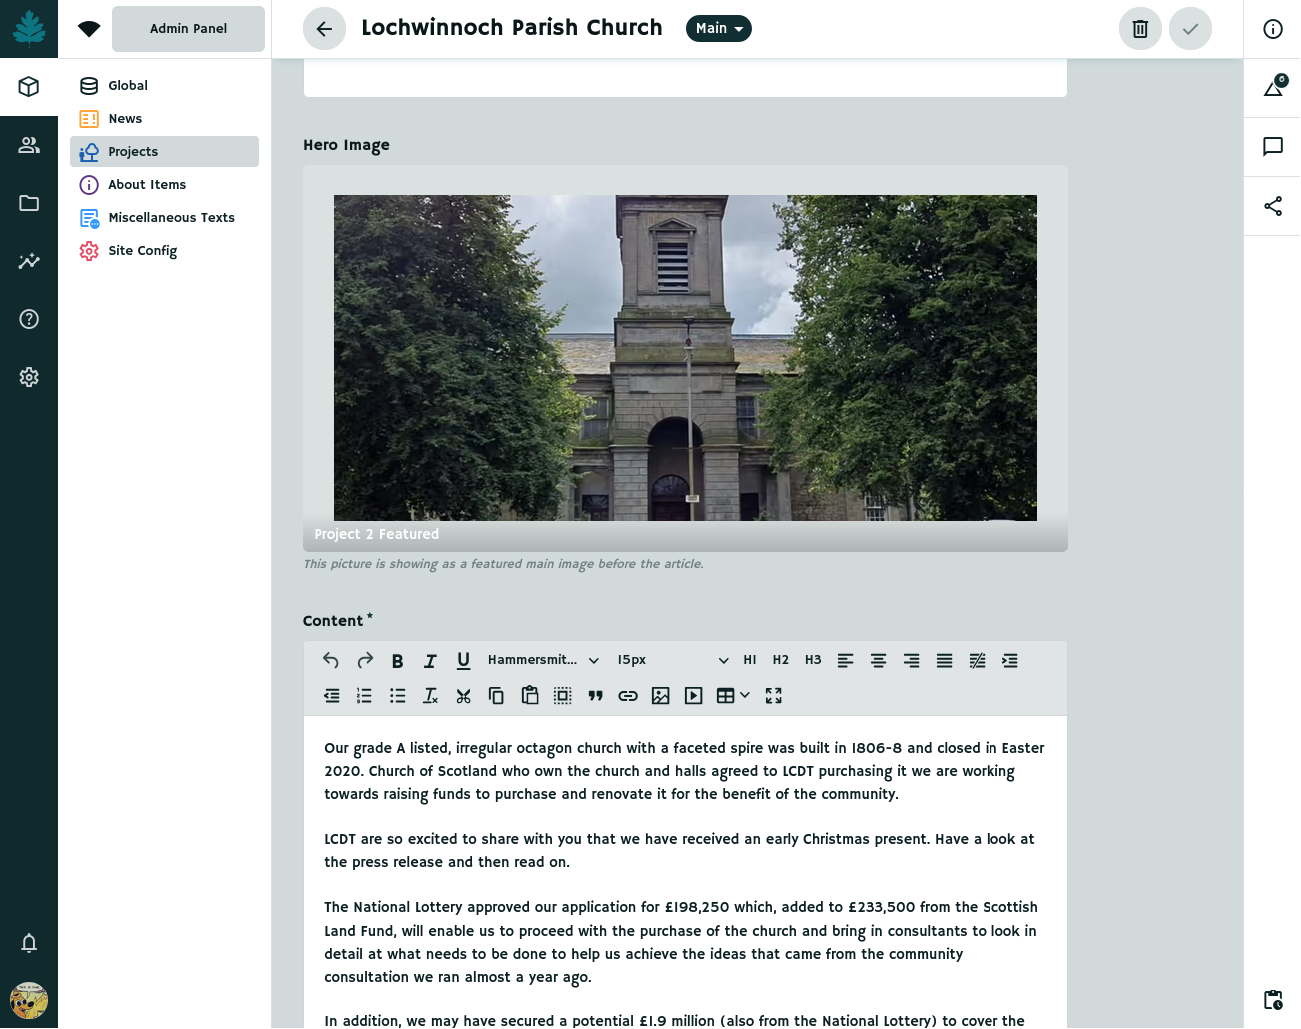 Admin Panel
Lochwinnoch Parish Church
Main
Global
News
Projects
About Items
Miscellaneous Texts
Site Config
6
Hero Image
Project 2 Featured
This picture is showing as a featured main image before the article.
Content *
Hammersmit...
15px
H1 H2 H3
Our grade A listed, irregular octagon church with a faceted spire was built in 1806-8 and closed in Easter
2020. Church of Scotland who own the church and halls agreed to LCDT purchasing it we are working
towards raising funds to purchase and renovate it for the benefit of the community.
LCDT are so excited to share with you that we have received an early Christmas present. Have a look at
the press release and then read on.
The National Lottery approved our application for £198,250 which, added to £233,500 from the Scottish
Land Fund, will enable us to proceed with the purchase of the church and bring in consultants to look in
detail at what needs to be done to help us achieve the ideas that came from the community
consultation we ran almost a year ago.
In addition, we may have secured a potential £1.9 million (also from the National Lottery) to cover the